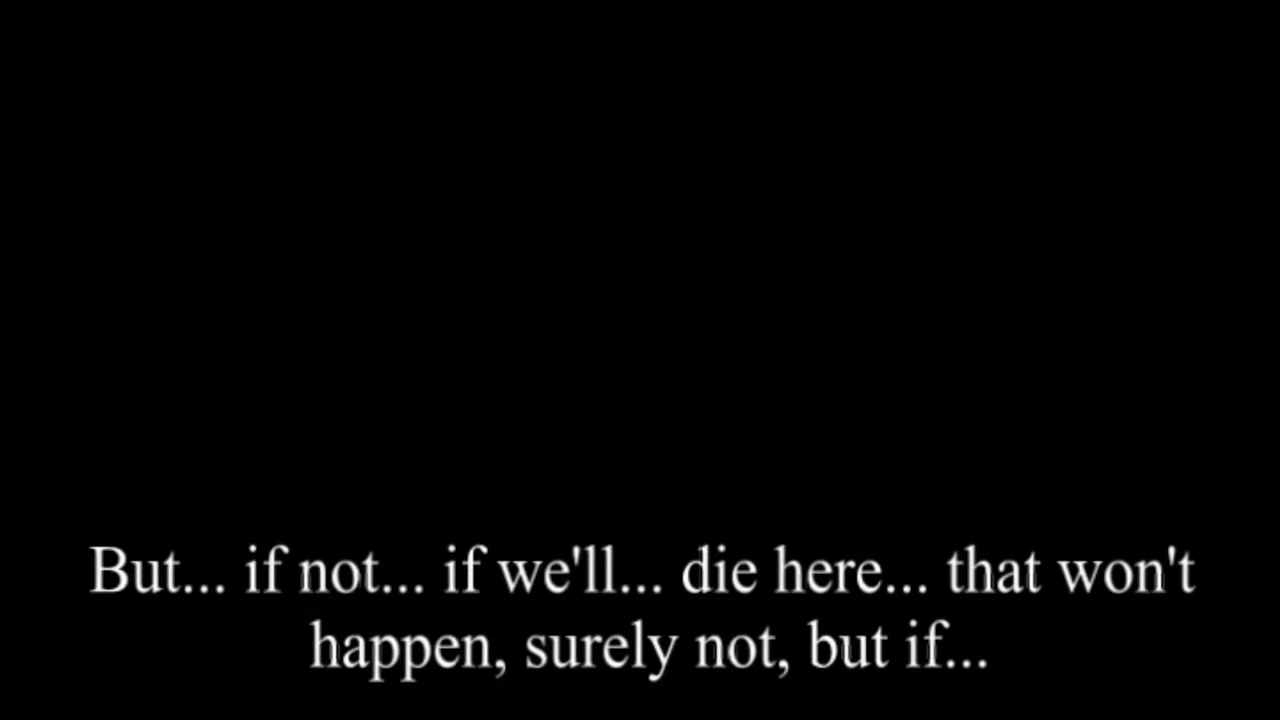 But... if not... if we'll... die here... that won't
happen, surely not, but if...